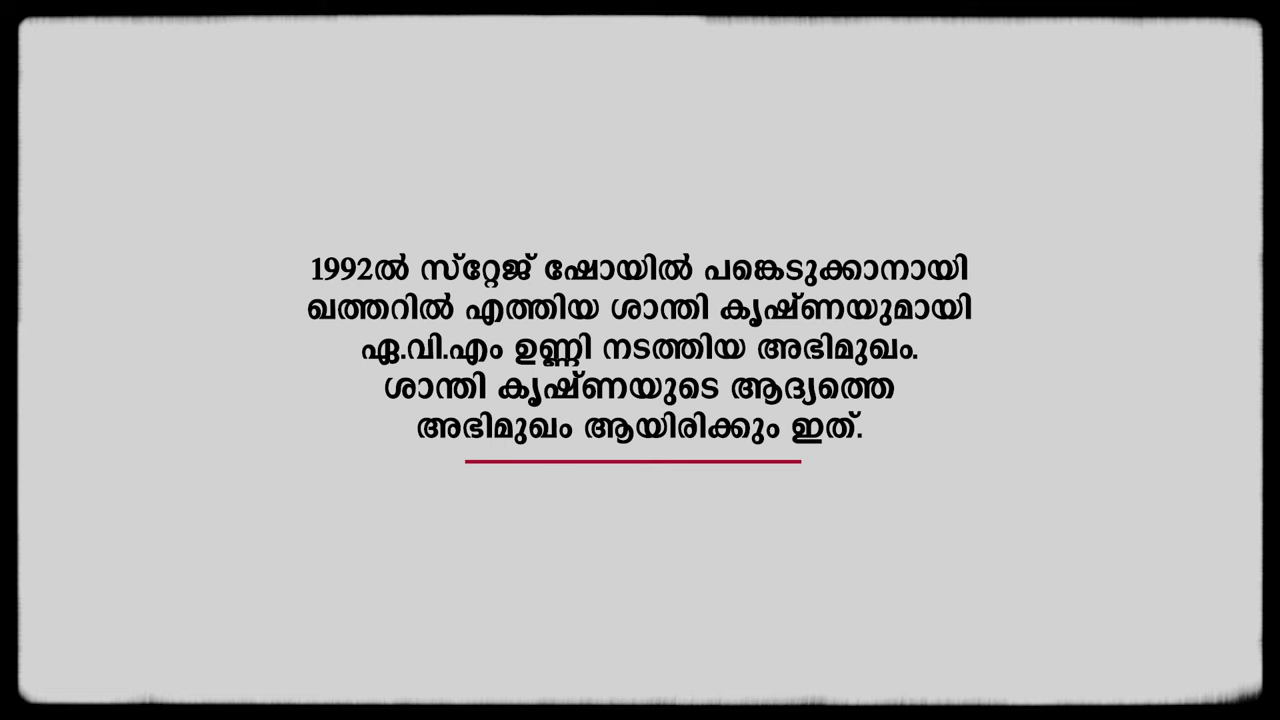 1992ൽ സ്റ്റേജ് ഷോയിൽ പങ്കെടുക്കാനായി
ഖത്തറിൽ എത്തിയ ശാന്തി കൃഷ്ണയുമായി
ഏ.വി.എം ഉണ്ണി നടത്തിയ അഭിമുഖം.
ശാന്തി കൃഷ്ണയുടെ ആദ്യത്തെ
അഭിമുഖം ആയിരിക്കും ഇത്.